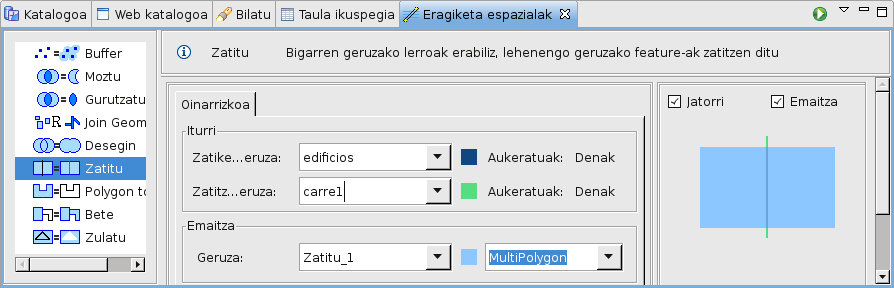 Katalogoa
Web katalogoa
Bilatu
Taula ikuspegia
Eragiketa espazialak
Buffer
Moztu
Gurutzatu
Join Geom
Desegin
Zatitu
Polygon to
Bete
Zulatu
Zatitu
Bigarren geruzako lerroak erabiliz, lehenengo geruzako feature-ak zatitzen ditu
Oinarrizkoa
Iturri
Zatike...eruza:
edificios
Aukeratuak: Denak
Zatitz...eruza:
carre1
Aukeratuak: Denak
Emaitza
Geruza:
Zatitu_1
MultiPolygon
Jatorri
Emaitza